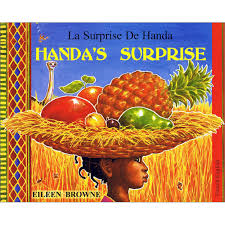 La Surprise De Handa
HANDA'S SURPRISE
EILEEN BROWNE